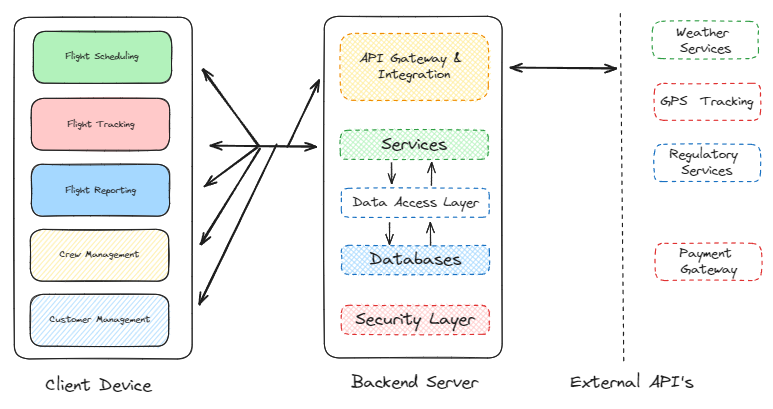 Flight Scheduling
Flight Tracking
Flight Reporting
Crew Management
Customer Management
Client Device
API Gateway &
Integration
Services
Data Access Layer
Databases
Security Layer
Backend Server
Weather
Services
GPS Tracking
Regulatory
Services
Payment
Gateway
External API's